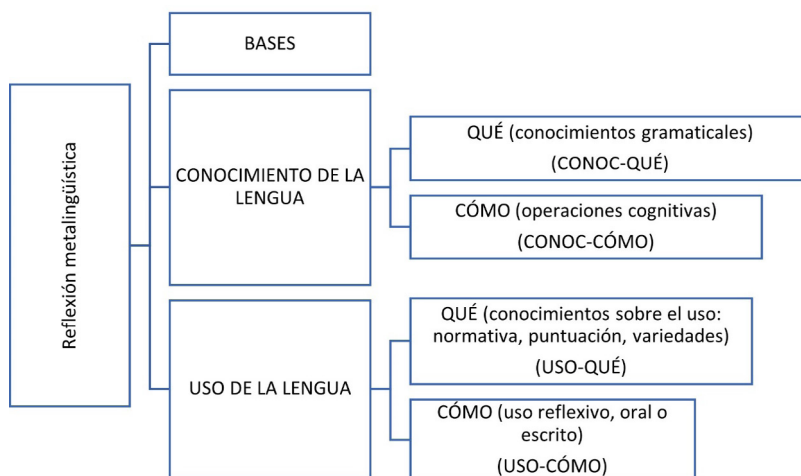 Reflexión metalingüística
BASES
CONOCIMIENTO DE LA
LENGUA
QUÉ (conocimientos gramaticales)
(CONOC-QUÉ)
CÓMO (operaciones cognitivas)
(CONOC-CÓMO)
USO DE LA LENGUA
QUÉ (conocimientos sobre el uso:
normativa, puntuación, variedades)
(USO-QUÉ)
CÓMO (uso reflexivo, oral o
escrito)
(USO-CÓMO)